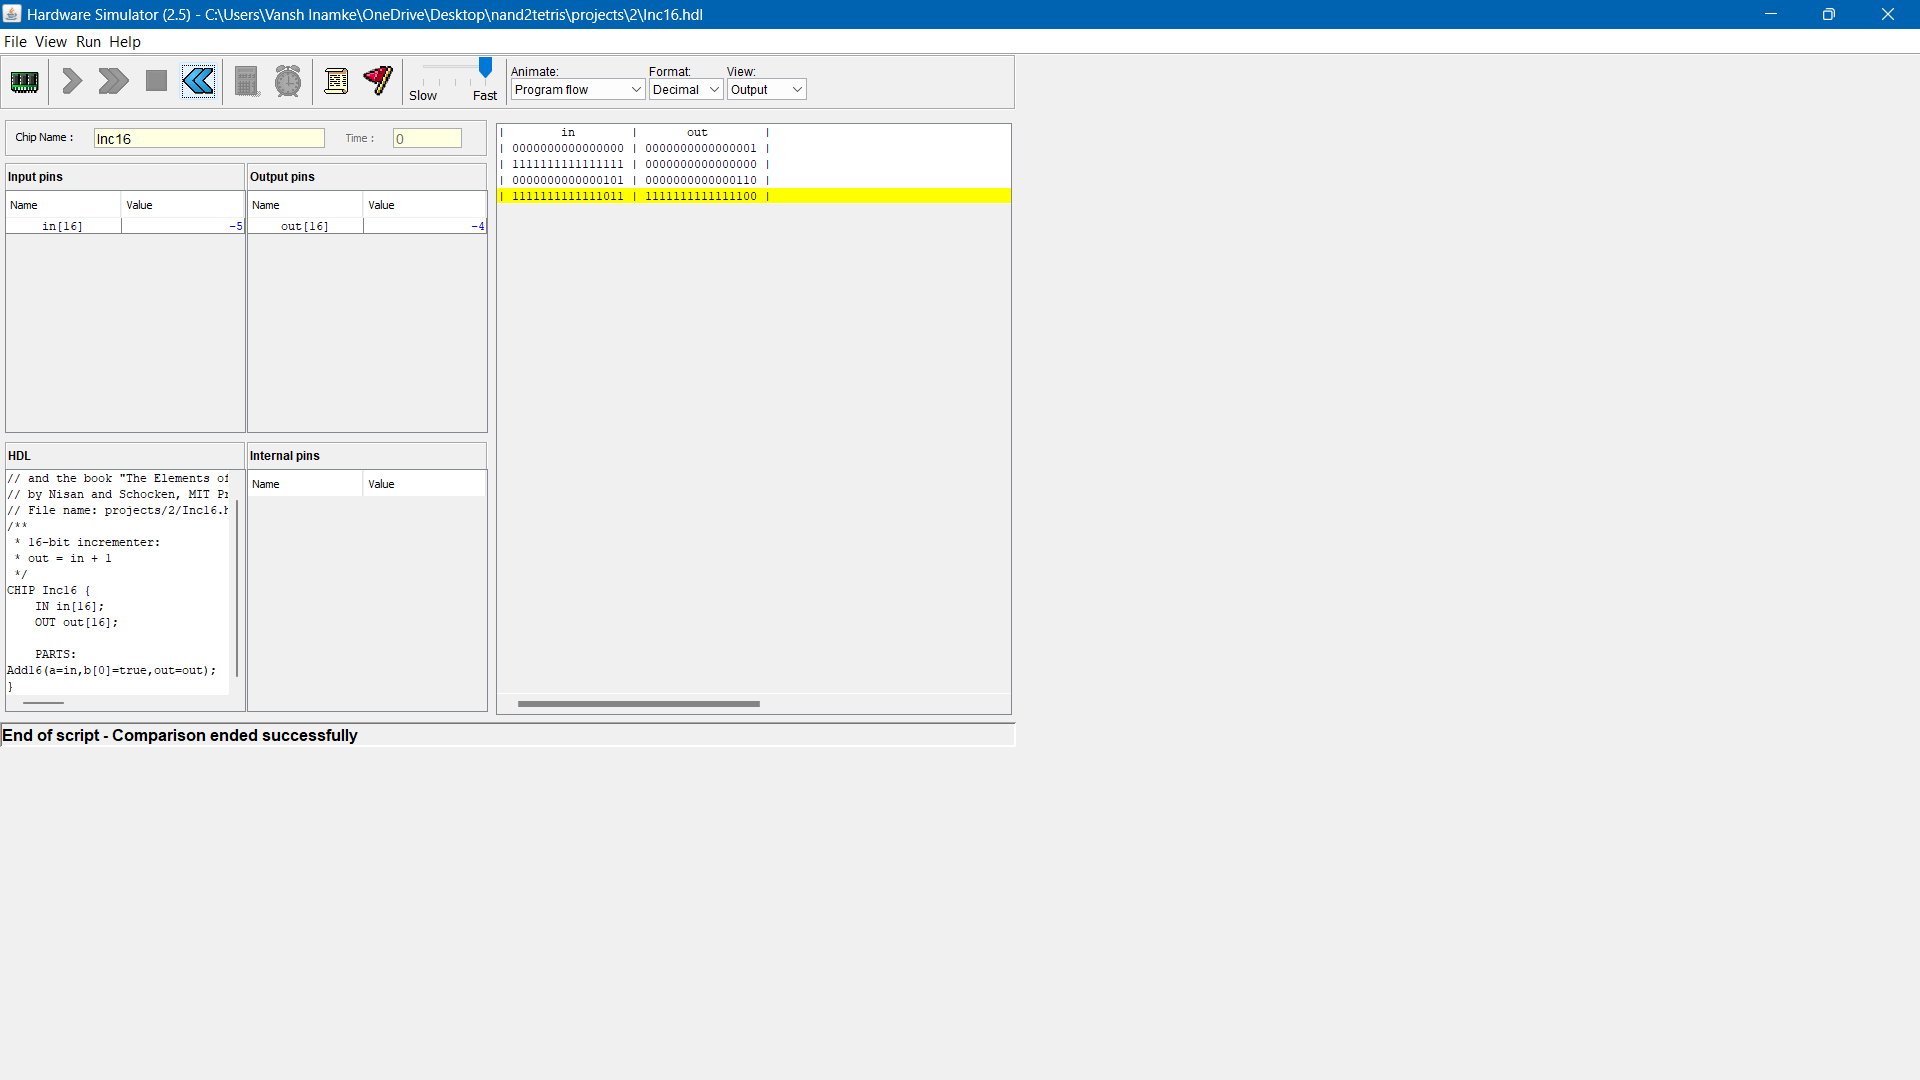 Hardware Simulator (2.5) - C:\Users\Vansh Inamke\OneDrive\Desktop\nand2tetris\projects\2\Inc16.hdl
File View Run Help
Slow Fast
Animate: Format: View:
Program flow Decimal Output
Chip Name : Inc16 Time : 0
Input pins Output pins
Name Value Name Value
in[16] -5 out[16] -4
| in | out |
| 0000000000000000 | 0000000000000001 |
| 1111111111111111 | 0000000000000000 |
| 0000000000000101 | 0000000000000110 |
| 1111111111111011 | 1111111111111100 |
HDL Internal pins
Name Value
// and the book "The Elements of
// by Nisan and Schocken, MIT
// File name: projects/2/Inc16.
/**
* 16-bit incrementer:
* out = in + 1
*/
CHIP Inc16 {
IN in[16];
OUT out[16];
PARTS:
Add16(a=in,b[0]=true,out=out);
}
End of script - Comparison ended successfully